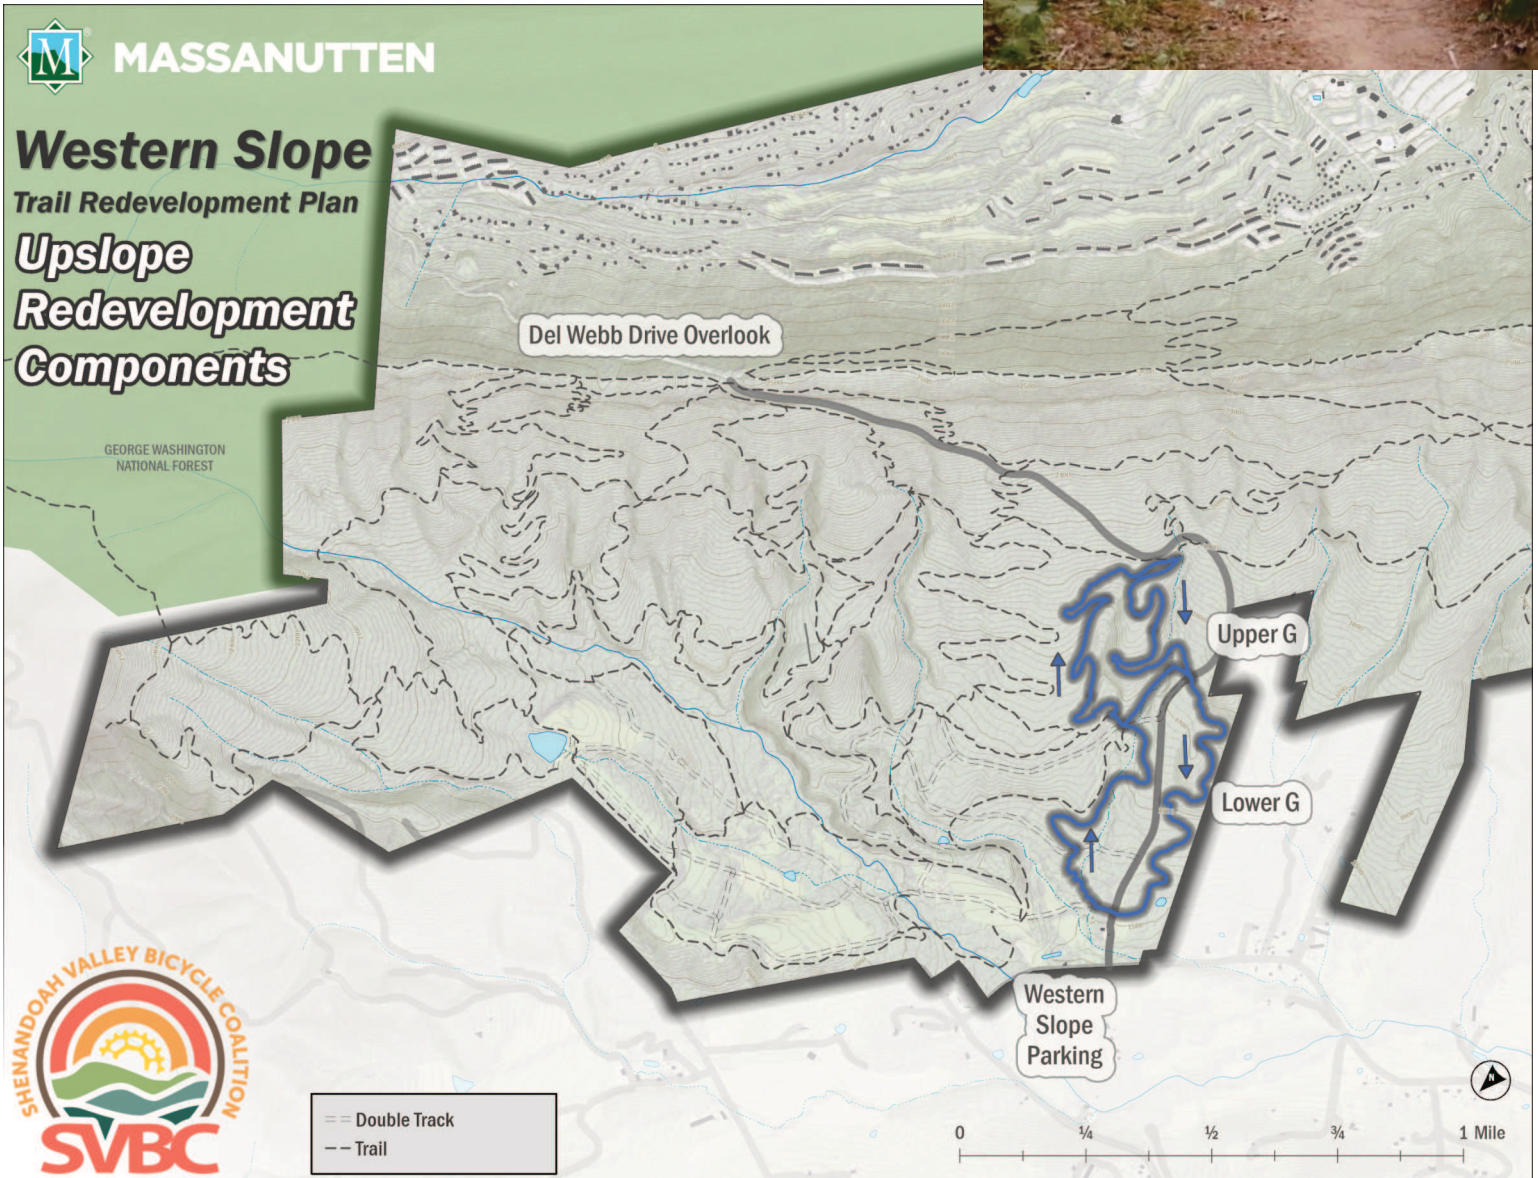 MASSANUTTEN
M
®
Western Slope
Trail Redevelopment Plan
Upslope
Redevelopment
Components
Del Webb Drive Overlook
GEORGE WASHINGTON
NATIONAL FOREST
Upper G
Lower G
Western
Slope
Parking
SHENANDOAH VALLEY BICYCLE COALITION
SVBC
Double Track
Trail
N
0 ¼ ½ ¾ 1 Mile